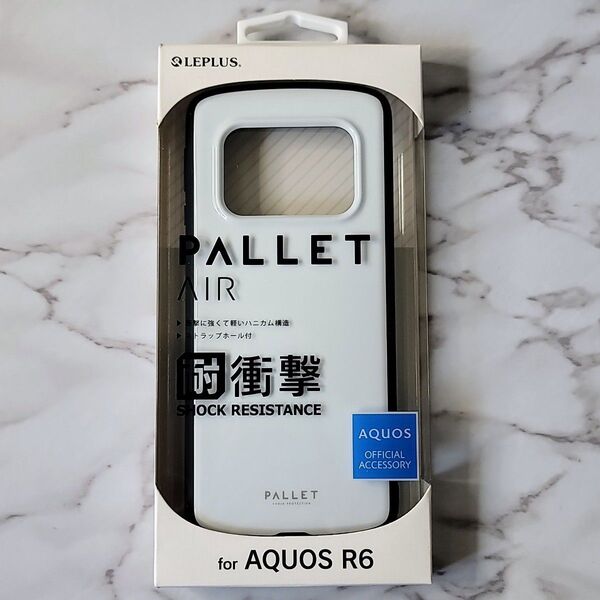 LEPLUS®
PALLET
AIR
▶衝撃に強くて軽いハニカム構造
▶ストラップホール付
耐衝撃
SHOCK RESISTANCE
AQUOS
OFFICIAL
ACCESSORY
PALLET
for AQUOS R6